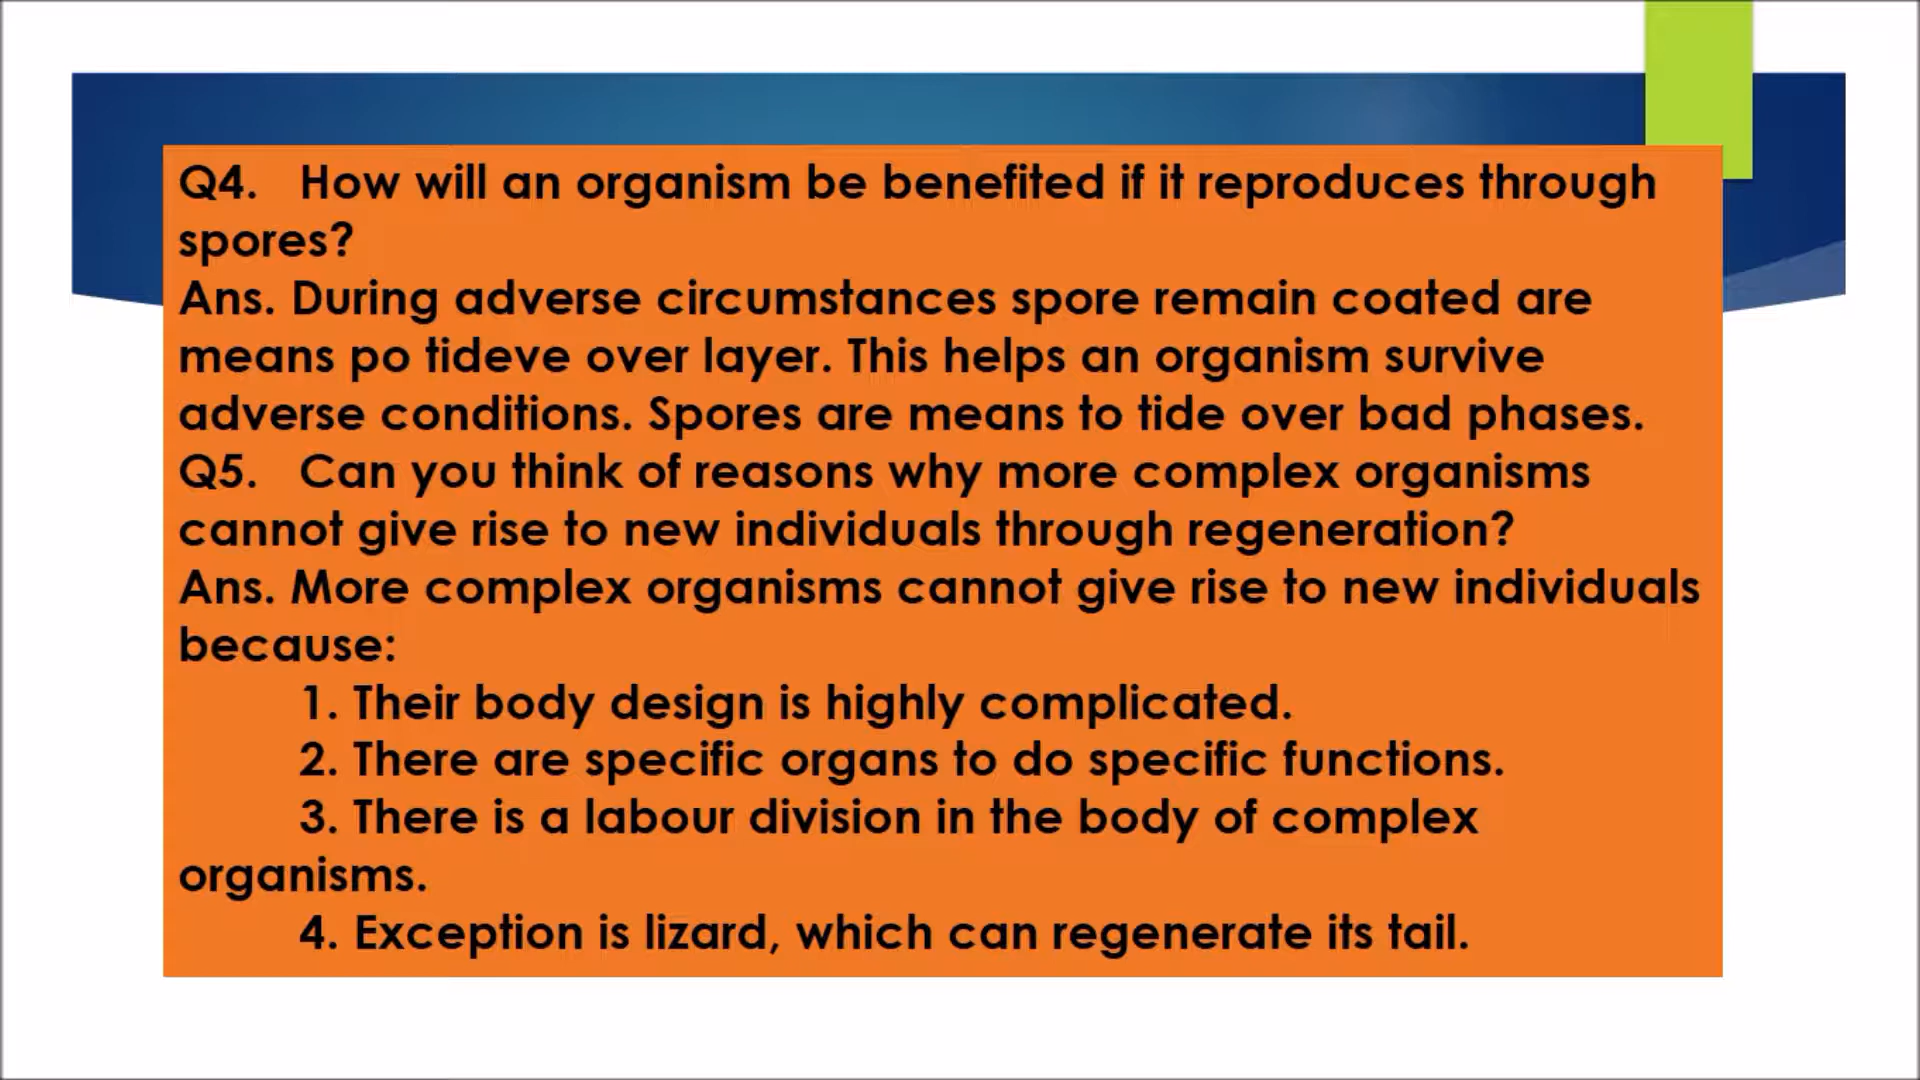 Q4. How will an organism be benefited if it reproduces through
spores?
Ans. During adverse circumstances spore remain coated are
means po tideve over layer. This helps an organism survive
adverse conditions. Spores are means to tide over bad phases.
Q5. Can you think of reasons why more complex organisms
cannot give rise to new individuals through regeneration?
Ans. More complex organisms cannot give rise to new individuals
because:
1. Their body design is highly complicated.
2. There are specific organs to do specific functions.
3. There is a labour division in the body of complex
organisms.
4. Exception is lizard, which can regenerate its tail.